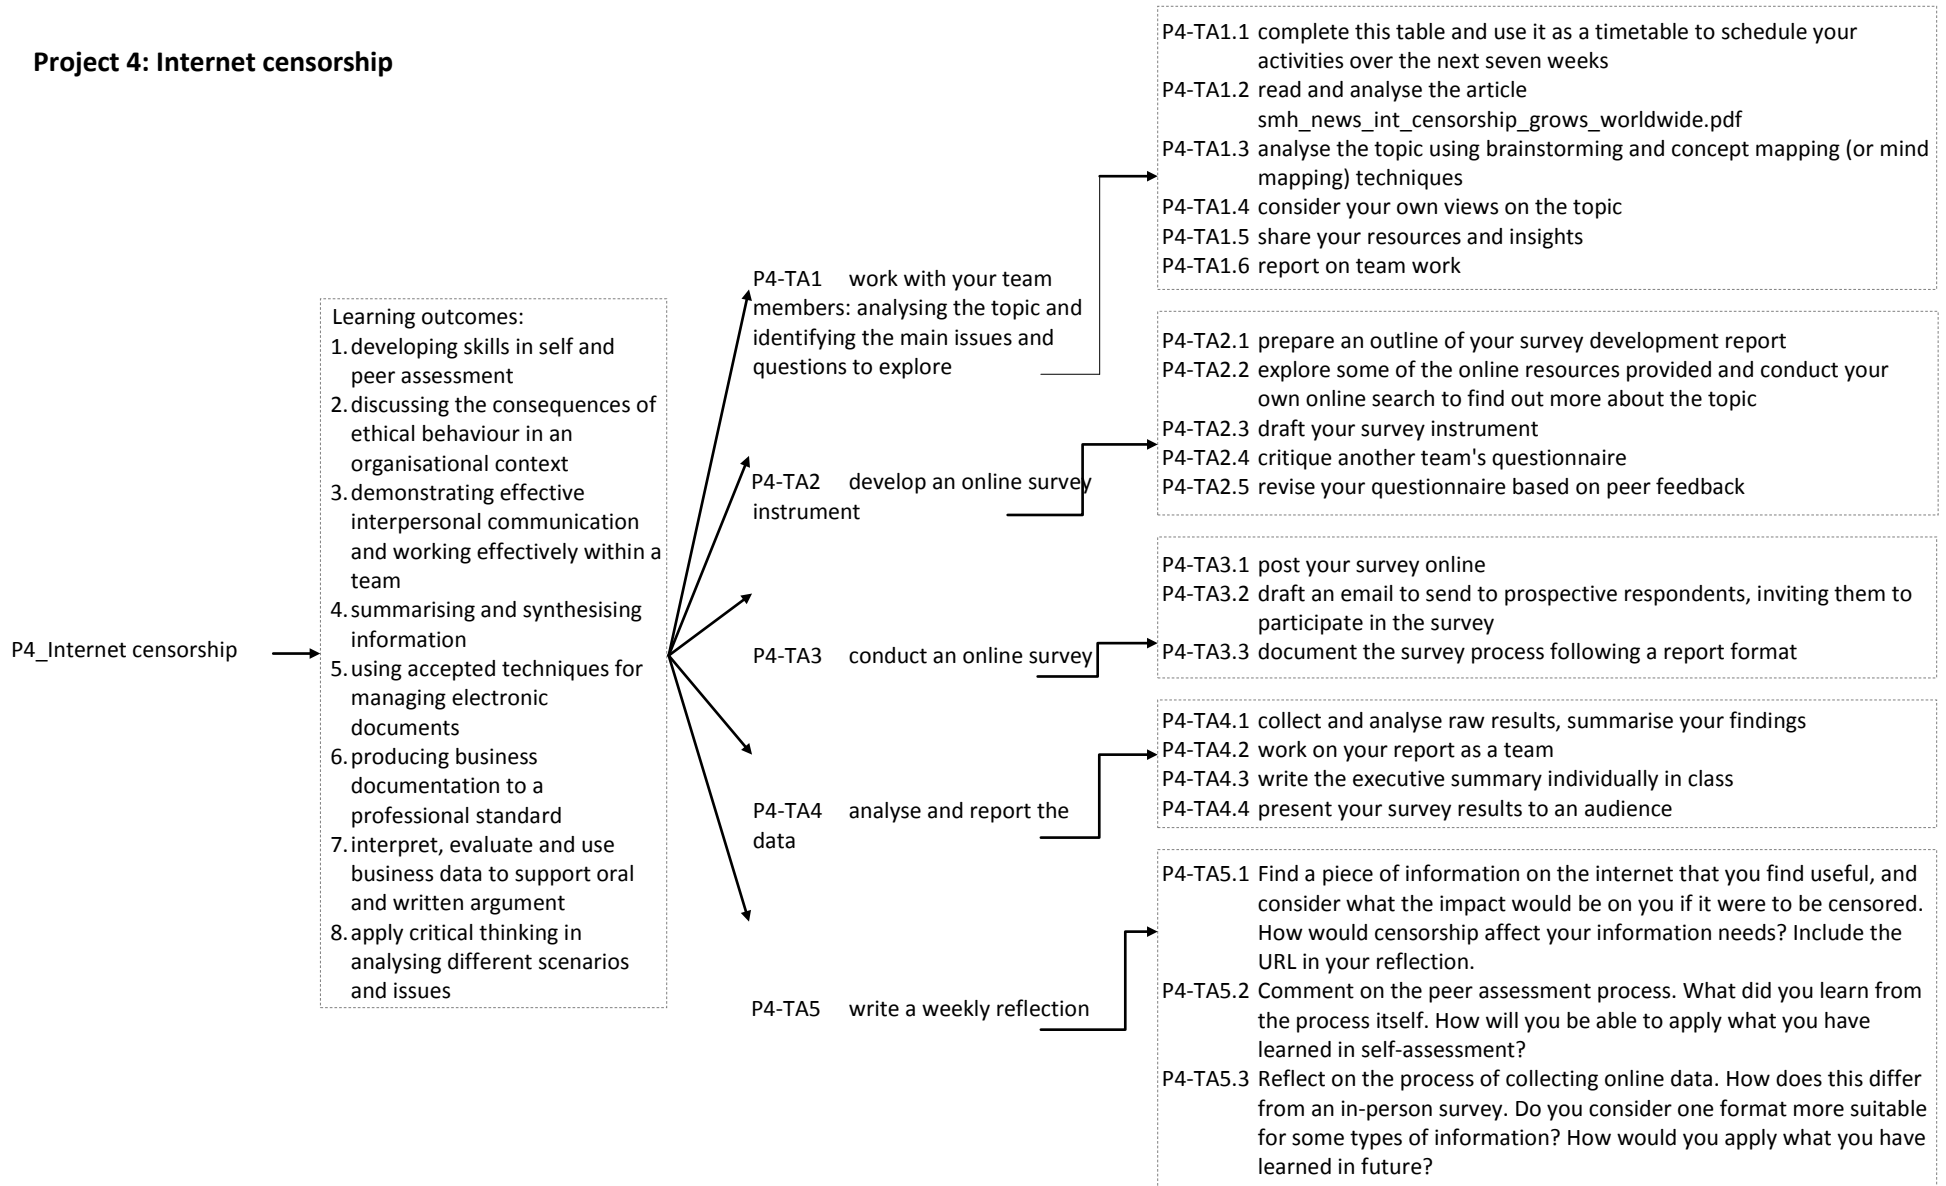 Project 4: Internet censorship
P4_Internet censorship
Learning outcomes:
1. developing skills in self and
peer assessment
2. discussing the consequences of
ethical behaviour in an
organisational context
3. demonstrating effective
interpersonal communication
and working effectively within a
team
4. summarising and synthesising
information
5. using accepted techniques for
managing electronic
documents
6. producing business
documentation to a
professional standard
7. interpret, evaluate and use
business data to support oral
and written argument
8. apply critical thinking in
analysing different scenarios
and issues
P4-TA1 work with your team
members: analysing the topic and
identifying the main issues and
questions to explore
P4-TA2 develop an online survey
instrument
P4-TA3 conduct an online survey
P4-TA4 analyse and report the
data
P4-TA5 write a weekly reflection
P4-TA1.1 complete this table and use it as a timetable to schedule your
activities over the next seven weeks
P4-TA1.2 read and analyse the article
smh_news_int_censorship_grows_worldwide.pdf
P4-TA1.3 analyse the topic using brainstorming and concept mapping (or mind
mapping) techniques
P4-TA1.4 consider your own views on the topic
P4-TA1.5 share your resources and insights
P4-TA1.6 report on team work
P4-TA2.1 prepare an outline of your survey development report
P4-TA2.2 explore some of the online resources provided and conduct your
own online search to find out more about the topic
P4-TA2.3 draft your survey instrument
P4-TA2.4 critique another team's questionnaire
P4-TA2.5 revise your questionnaire based on peer feedback
P4-TA3.1 post your survey online
P4-TA3.2 draft an email to send to prospective respondents, inviting them to
participate in the survey
P4-TA3.3 document the survey process following a report format
P4-TA4.1 collect and analyse raw results, summarise your findings
P4-TA4.2 work on your report as a team
P4-TA4.3 write the executive summary individually in class
P4-TA4.4 present your survey results to an audience
P4-TA5.1 Find a piece of information on the internet that you find useful, and
consider what the impact would be on you if it were to be censored.
How would censorship affect your information needs? Include the
URL in your reflection.
P4-TA5.2 Comment on the peer assessment process. What did you learn from
the process itself. How will you be able to apply what you have
learned in self-assessment?
P4-TA5.3 Reflect on the process of collecting online data. How does this differ
from an in-person survey. Do you consider one format more suitable
for some types of information? How would you apply what you have
learned in future?